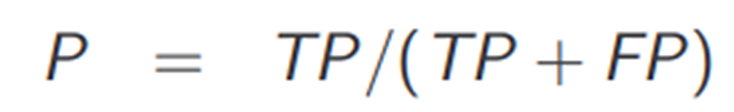 P = TP/(TP + FP)